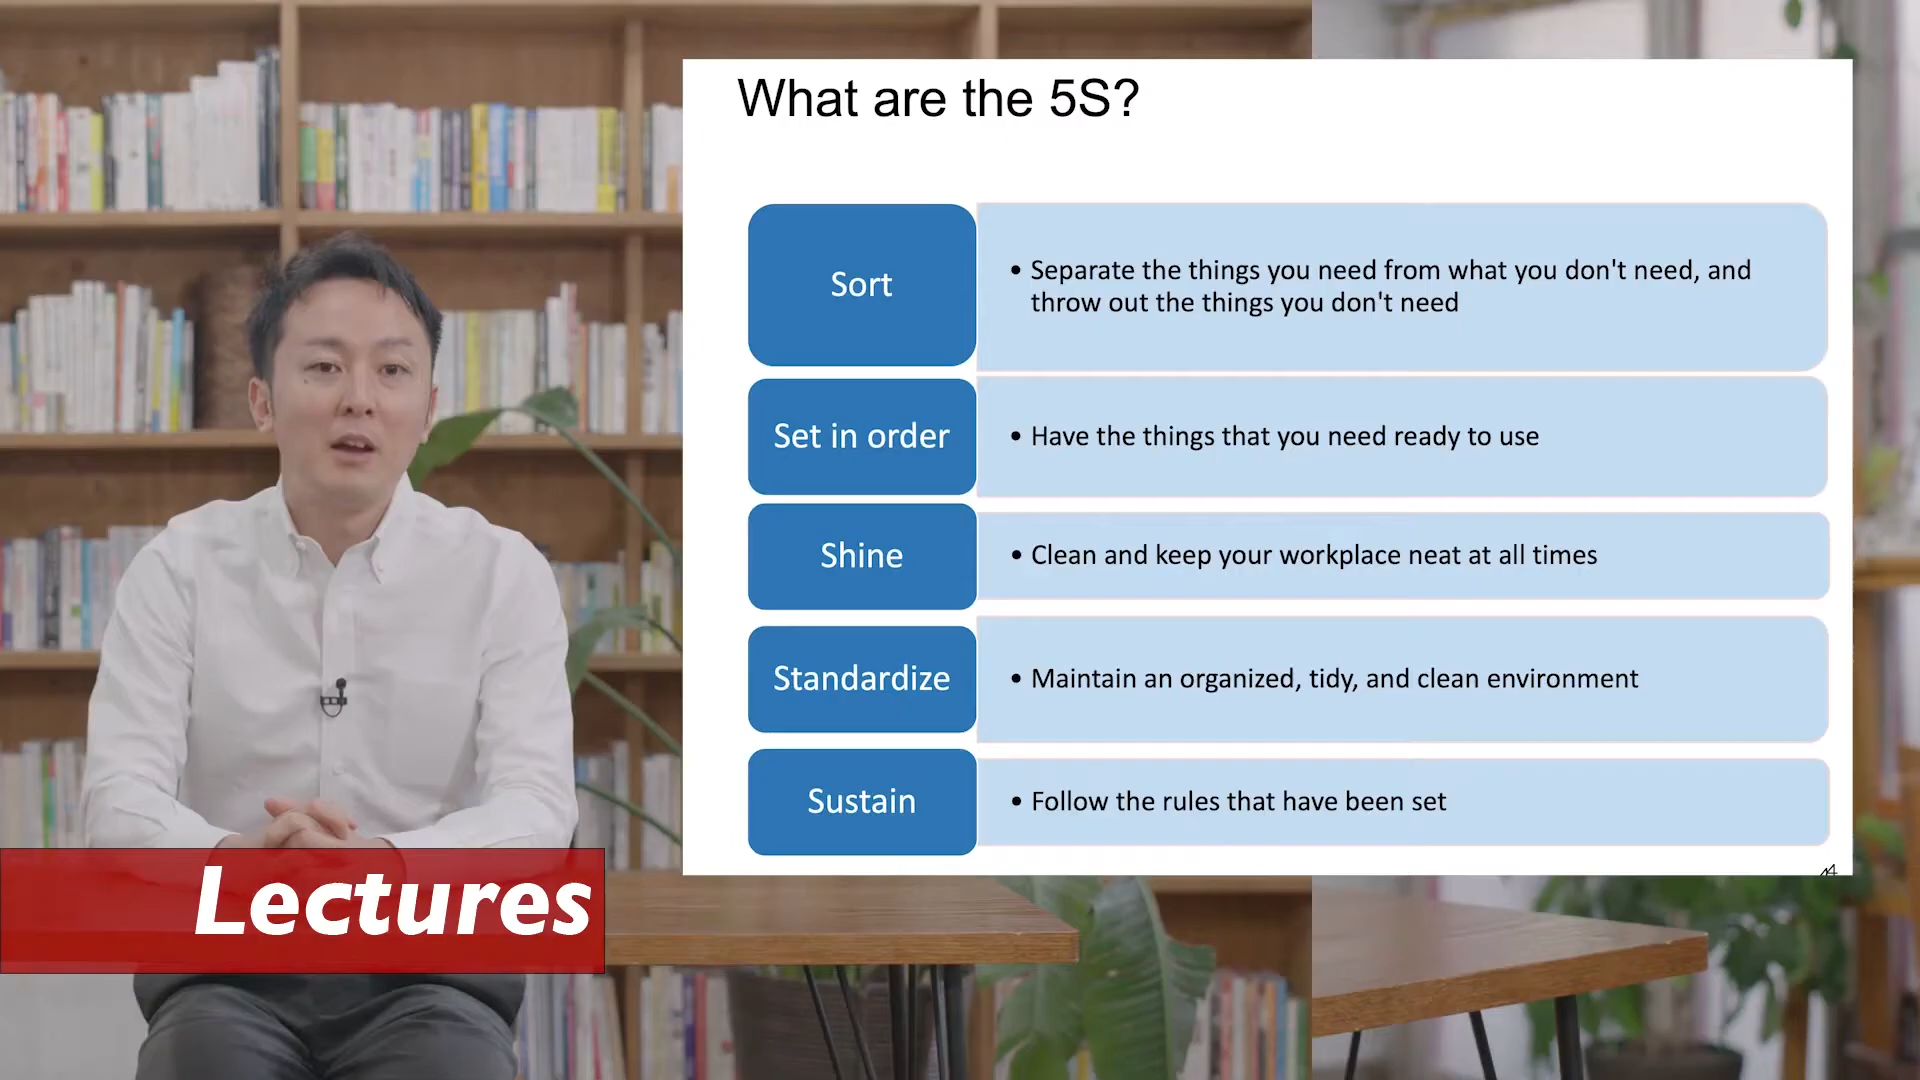 What are the 5S?
Sort
• Separate the things you need from what you don't need, and
throw out the things you don't need
Set in order
• Have the things that you need ready to use
Shine
• Clean and keep your workplace neat at all times
Standardize
• Maintain an organized, tidy, and clean environment
Sustain
• Follow the rules that have been set
Lectures